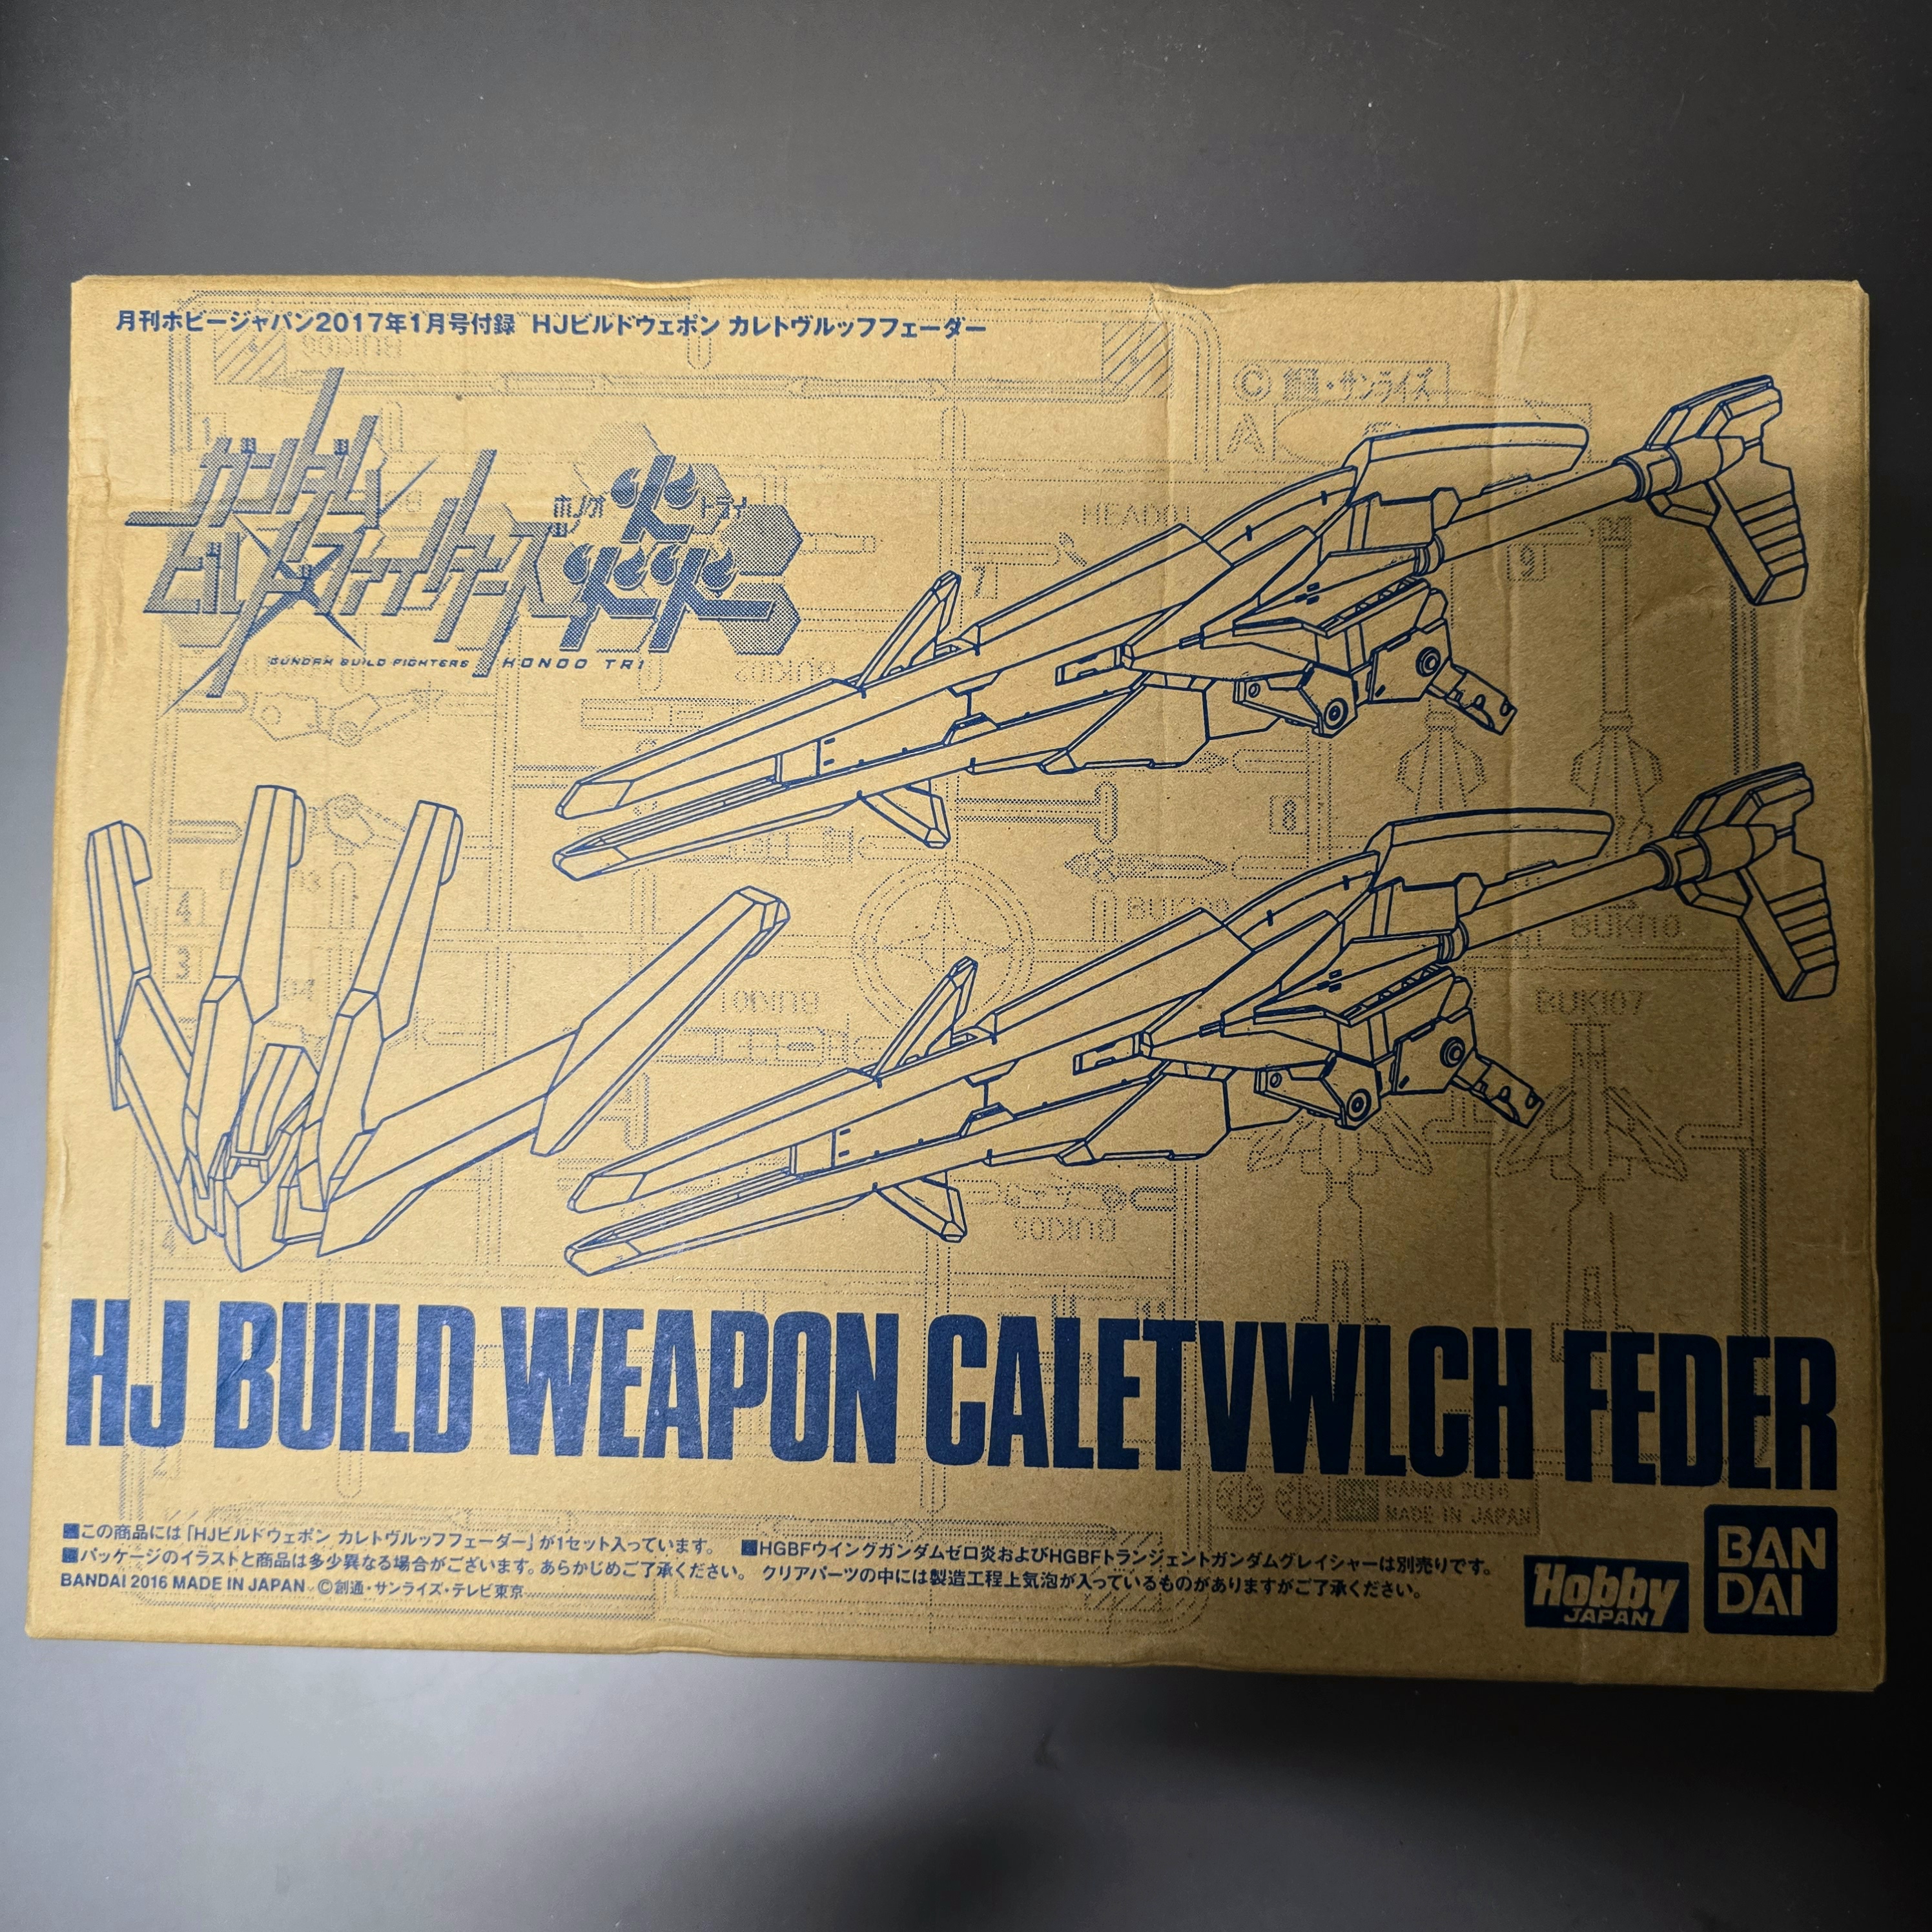 月刊ホビージャパン2017年1月号付録 HJビルドウェポン カレトヴルッフフェーダー
©創通・サンライズ
A
HEAD01
ガンダム
ビルドファイターズ
ホノオ トライ
炎
GUNDAM BUILD FIGHTERS HONOO TRI
7
9
8
4
3
BUKI10
BUKI07
HJ BUILD WEAPON CALETVWLCH FEDER
BANDAI 2016
MADE IN JAPAN
■この商品には「HJビルドウェポン カレトヴルッフフェーダー」が1セット入っています。
■パッケージのイラストと商品は多少異なる場合がございます。あらかじめご了承ください。
BANDAI 2016 MADE IN JAPAN ©創通・サンライズ・テレビ東京
■HGBFウイングガンダムゼロ炎およびHGBFトランジェントガンダムグレイシャーは別売りです。
クリアパーツの中には製造工程上気泡が入っているものがありますがご了承ください。
Hobby
JAPAN
BAN
DAI